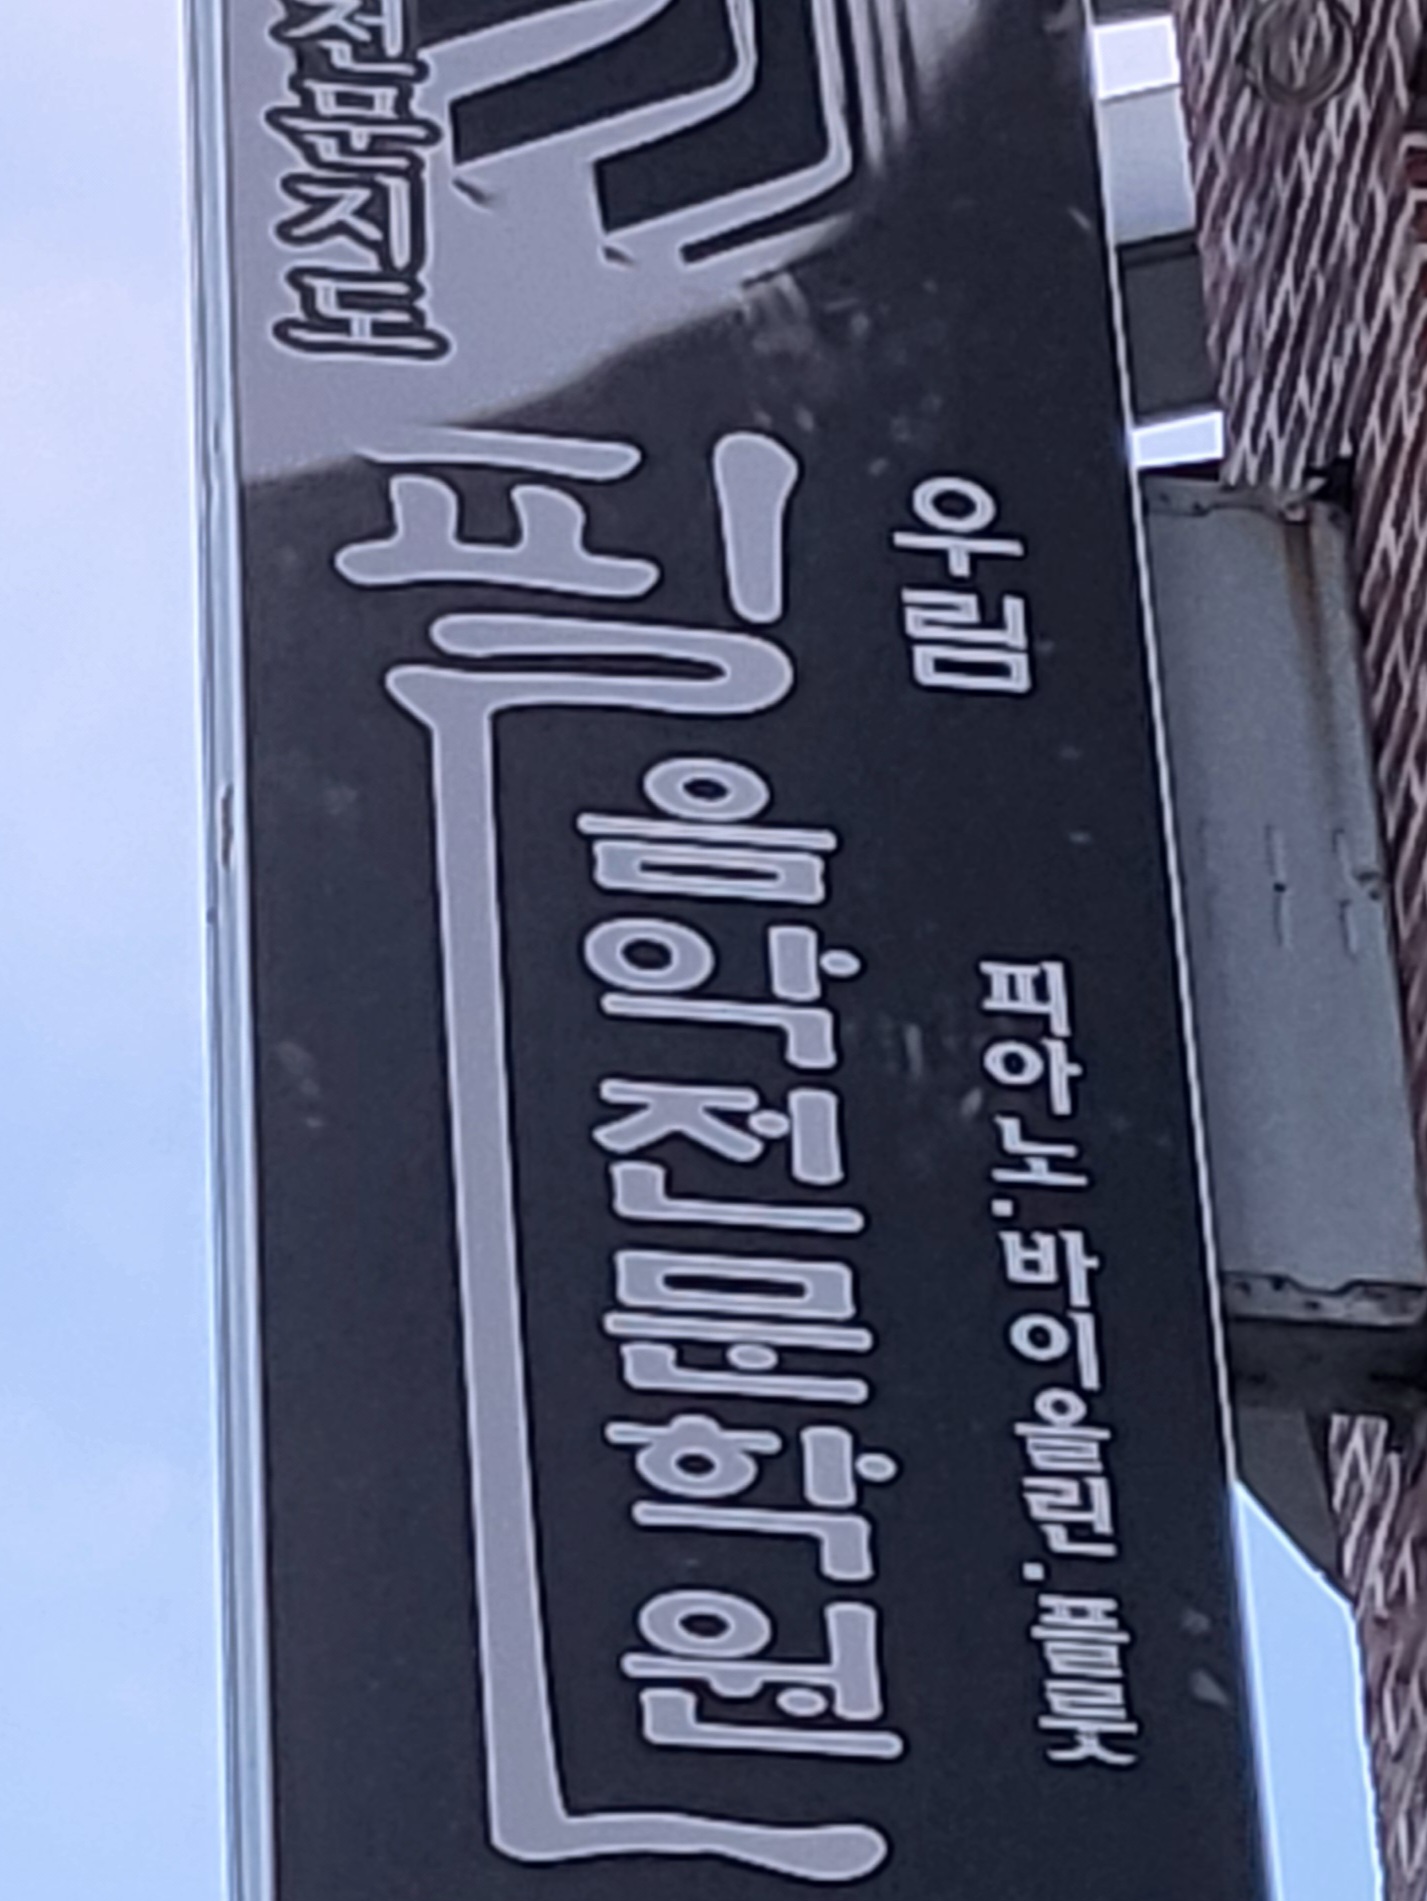 전문지도
우림
음악전문학원
피아노.바이올린.플룻